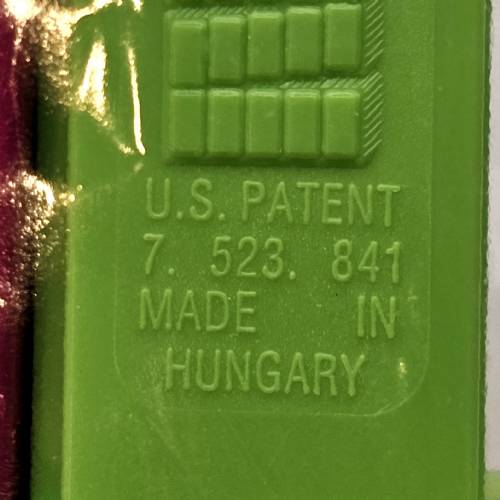 U.S. PATENT
7. 523. 841
MADE IN
HUNGARY